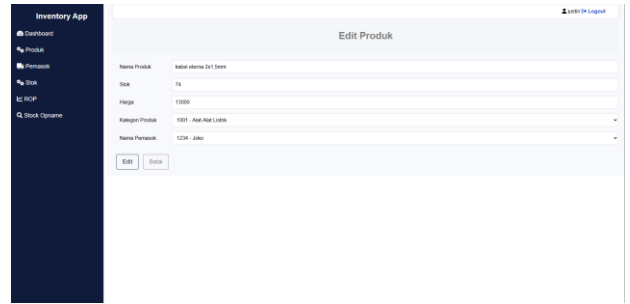 Inventory App
justin Logout
Dashboard
Produk
Pemasok
Stok
ROP
Stock Opname
Edit Produk
Nama Produk kabel eterna 2x1,5mm
Stok 74
Harga 13000
Kategori Produk 1001 - Alat-Alat Listrik
Nama Pemasok 1234 - Joko
Edit Batal